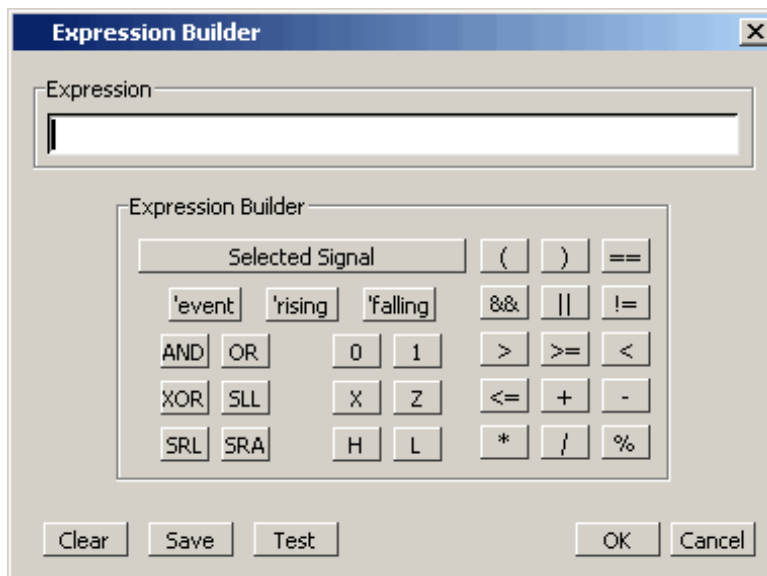 Expression Builder
Expression
Expression Builder
Selected Signal ( ) ==
'event 'rising 'falling && || !=
AND OR 0 1 > >= <
XOR SLL X Z <= + -
SRL SRA H L * / %
Clear Save Test OK Cancel